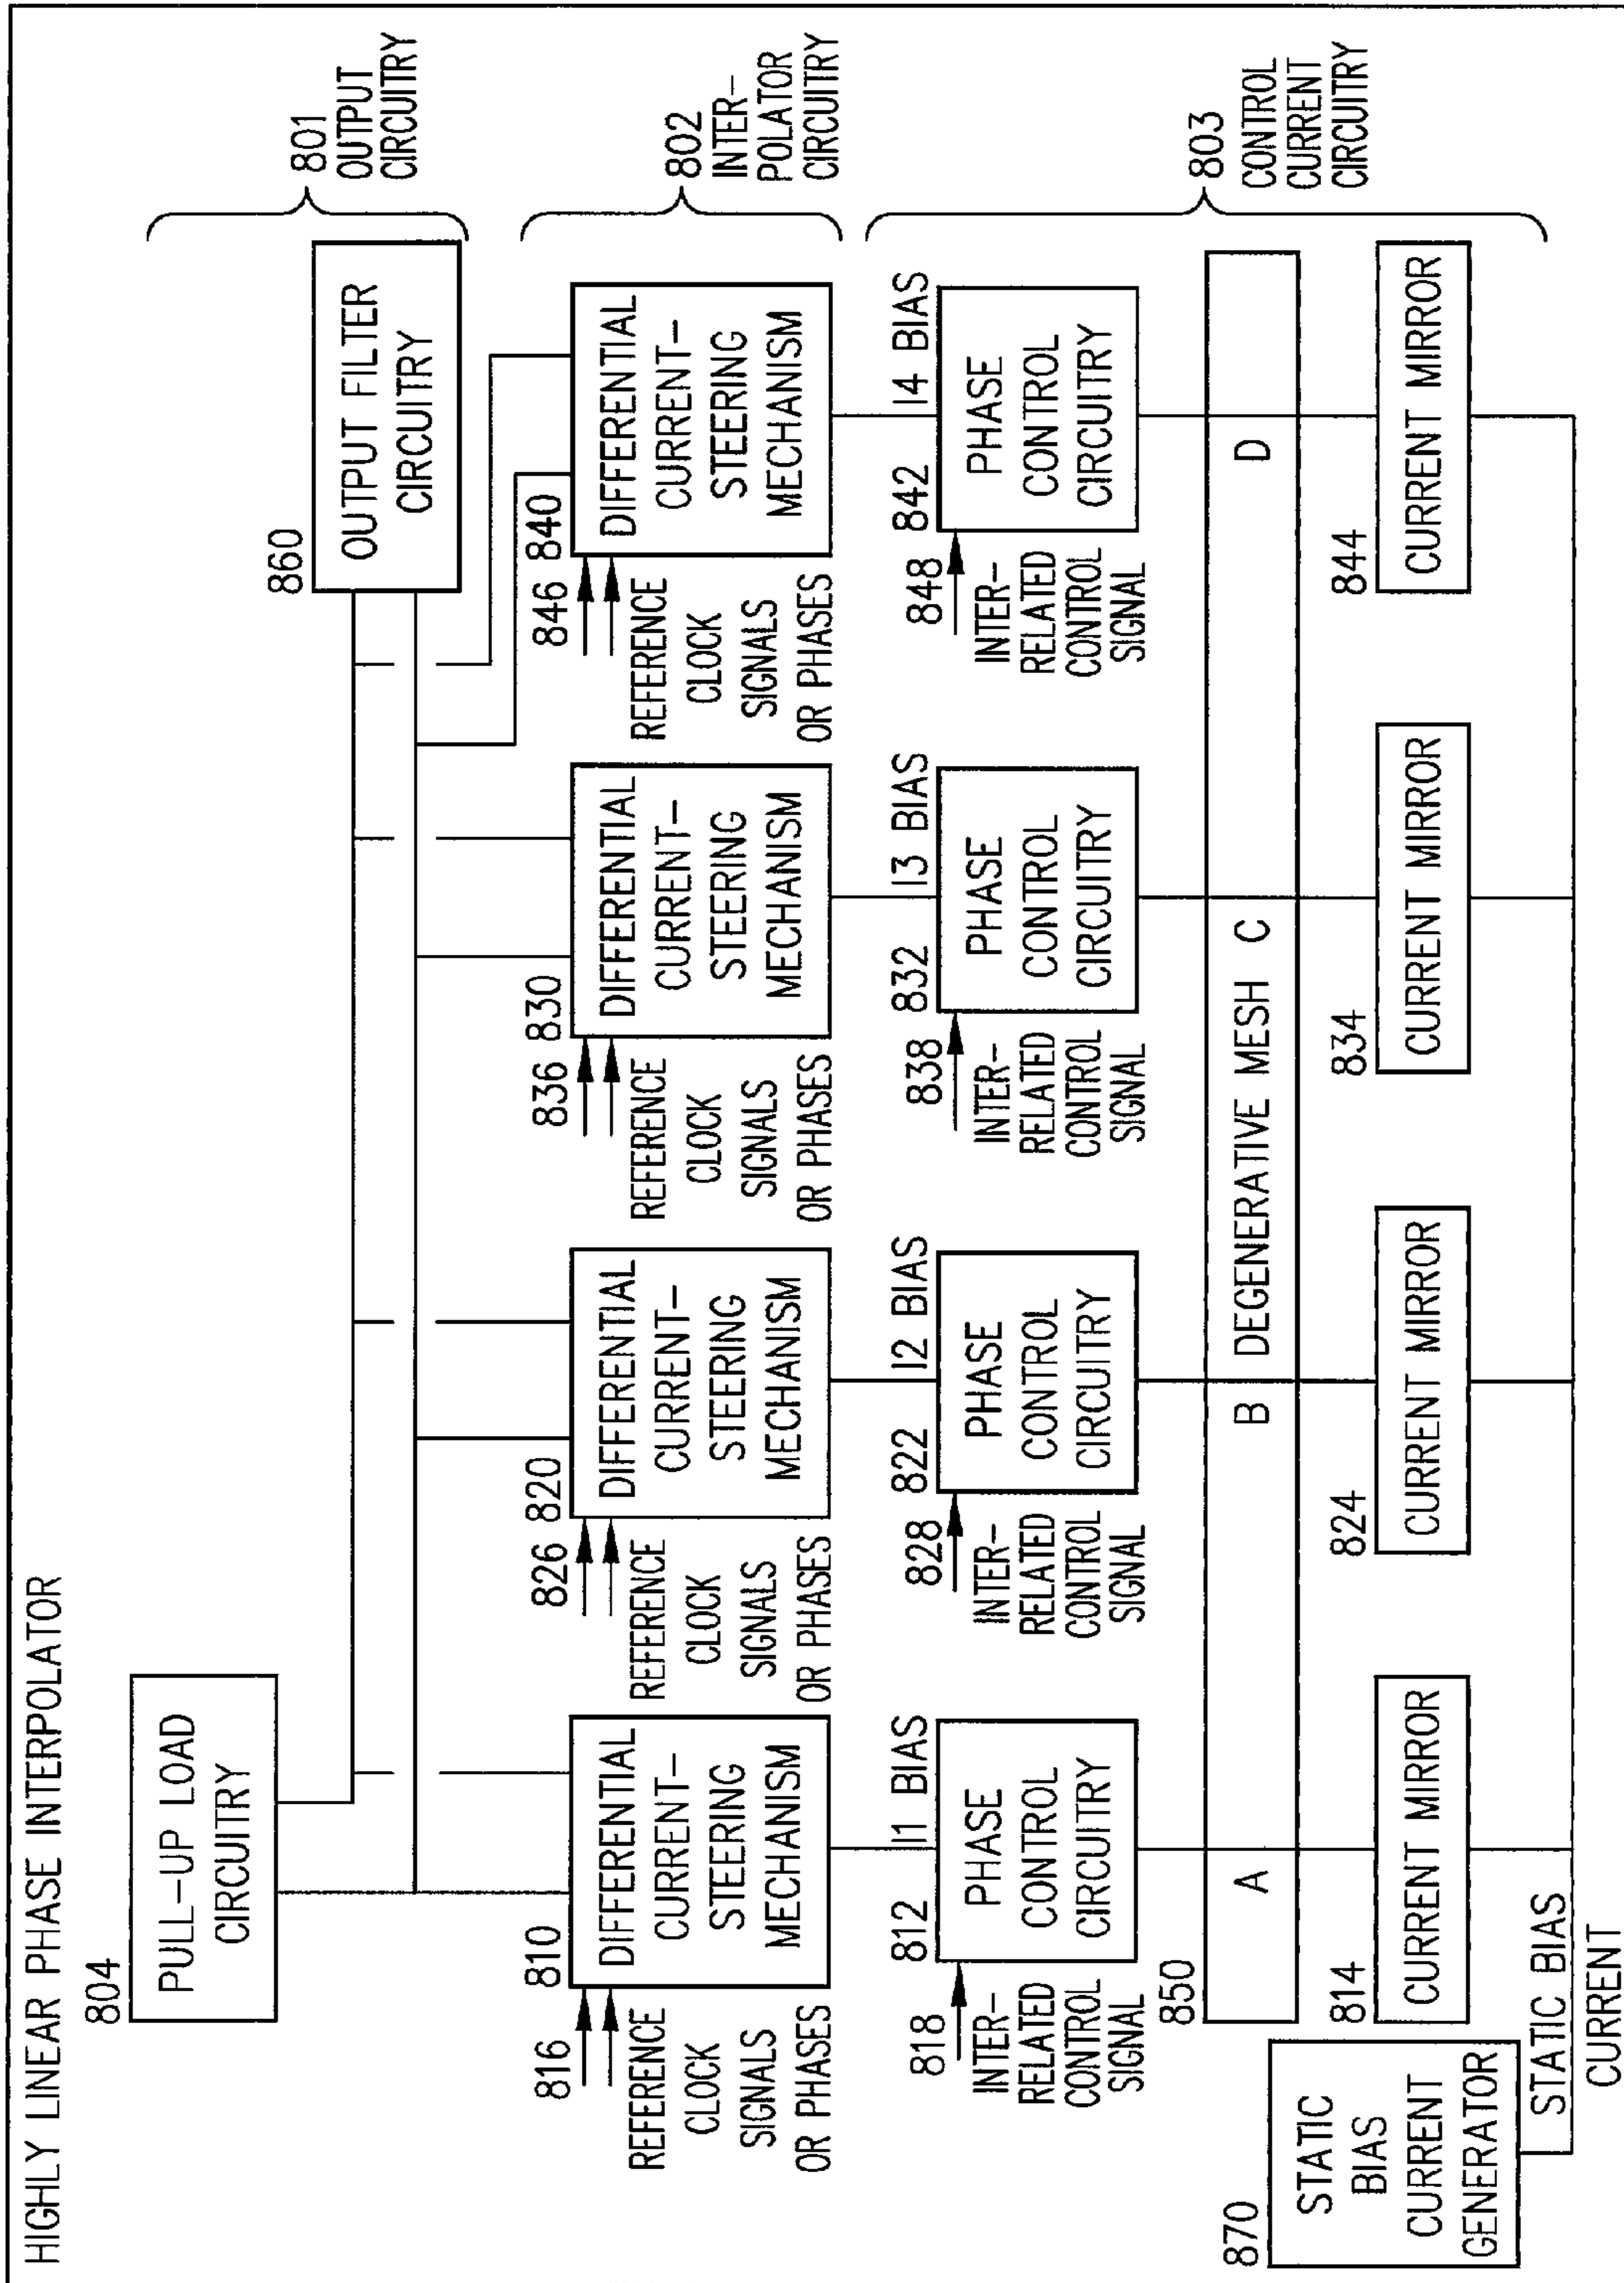 HIGHLY LINEAR PHASE INTERPOLATOR
804
PULL-UP LOAD
CIRCUITRY
860
OUTPUT FILTER
CIRCUITRY
801
OUTPUT
CIRCUITRY
816
810
DIFFERENTIAL
CURRENT-
STEERING
MECHANISM
REFERENCE
CLOCK
SIGNALS
OR PHASES
826
820
DIFFERENTIAL
CURRENT-
STEERING
MECHANISM
REFERENCE
CLOCK
SIGNALS
OR PHASES
836
830
DIFFERENTIAL
CURRENT-
STEERING
MECHANISM
REFERENCE
CLOCK
SIGNALS
OR PHASES
846
840
DIFFERENTIAL
CURRENT-
STEERING
MECHANISM
REFERENCE
CLOCK
SIGNALS
OR PHASES
802
INTER-
POLATOR
CIRCUITRY
818
812
I1 BIAS
PHASE
CONTROL
CIRCUITRY
INTER-
RELATED
CONTROL
SIGNAL
828
822
I2 BIAS
PHASE
CONTROL
CIRCUITRY
INTER-
RELATED
CONTROL
SIGNAL
838
832
I3 BIAS
PHASE
CONTROL
CIRCUITRY
INTER-
RELATED
CONTROL
SIGNAL
848
842
I4 BIAS
PHASE
CONTROL
CIRCUITRY
INTER-
RELATED
CONTROL
SIGNAL
803
CONTROL
CURRENT
CIRCUITRY
850
A B DEGENERATIVE MESH C D
814
CURRENT MIRROR
824
CURRENT MIRROR
834
CURRENT MIRROR
844
CURRENT MIRROR
870
STATIC
BIAS
CURRENT
GENERATOR
STATIC BIAS
CURRENT